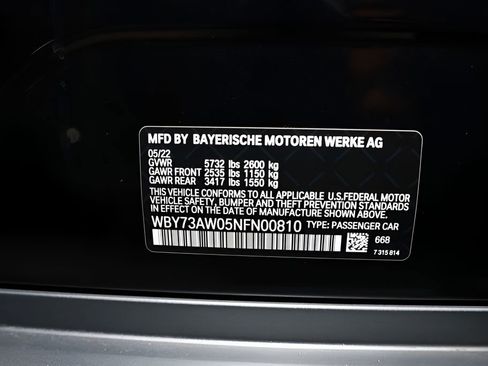 MFD BY BAYERISCHE MOTOREN WERKE AG
05/22
GVWR 5732 lbs 2600 kg
GAWR FRONT 2535 lbs 1150 kg
GAWR REAR 3417 lbs 1550 kg
THIS CAR CONFORMS TO ALL APPLICABLE U.S.FEDERAL MOTOR
VEHICLE SAFETY, BUMPER AND THEFT PREVENTION STANDARDS
IN EFFECT ON THE DATE OF MANUFACTURE SHOWN ABOVE.
WBY73AW05NFN00810 TYPE: PASSENGER CAR
668
7 315 814